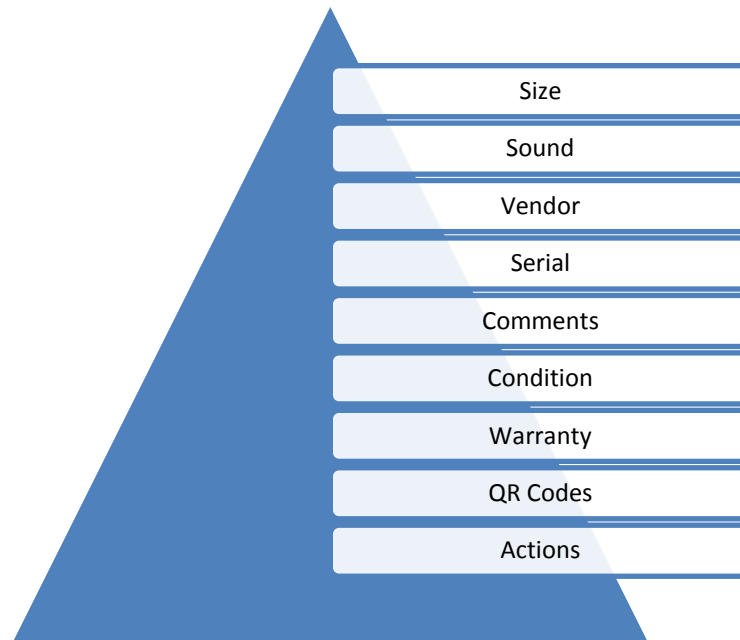 Size
Sound
Vendor
Serial
Comments
Condition
Warranty
QR Codes
Actions